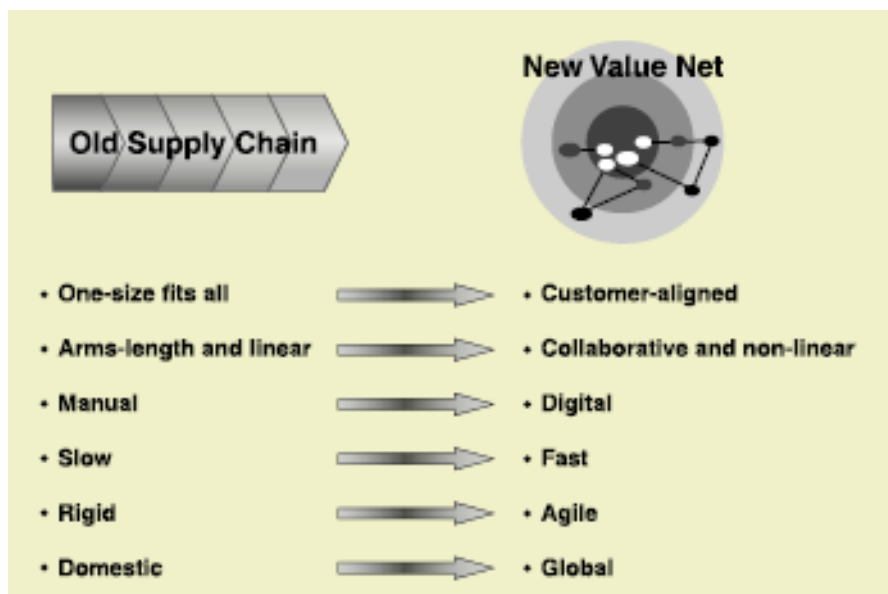 New Value Net
Old Supply Chain
• One-size fits all
• Customer-aligned
• Arms-length and linear
• Collaborative and non-linear
• Manual
• Digital
• Slow
• Fast
• Rigid
• Agile
• Domestic
• Global